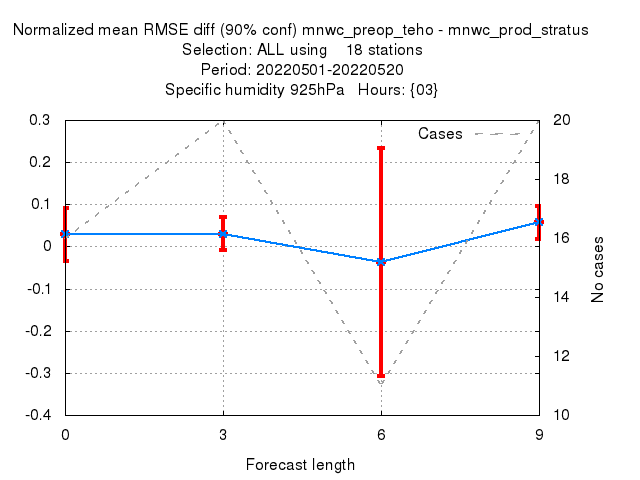 Normalized mean RMSE diff (90% conf) mnwc_preop_teho - mnwc_prod_stratus
Selection: ALL using    18 stations
Period: 20220501-20220520
Specific humidity 925hPa   Hours: {03}
Cases
0.3
0.2
0.1
0
-0.1
-0.2
-0.3
-0.4
20
18
16
14
12
10
No cases
0 3 6 9
Forecast length